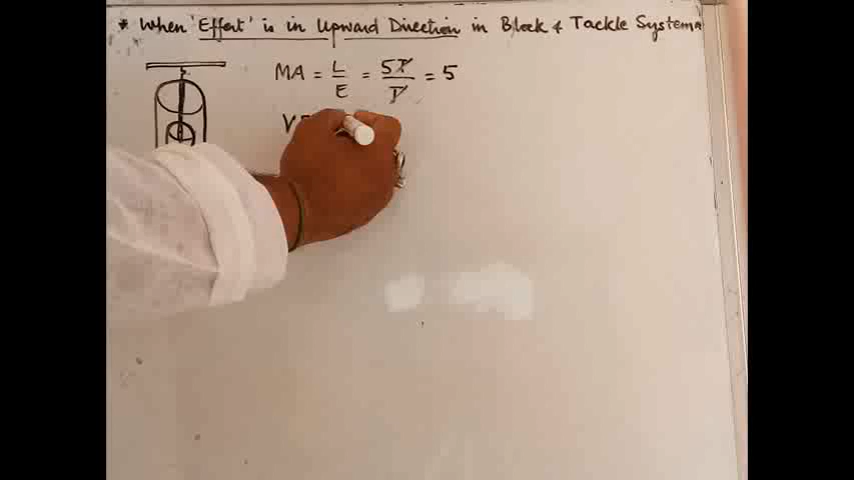 * When 'Effort' is in Upward Direction in Block & Tackle System
MA = L/E = 5T/T = 5
V